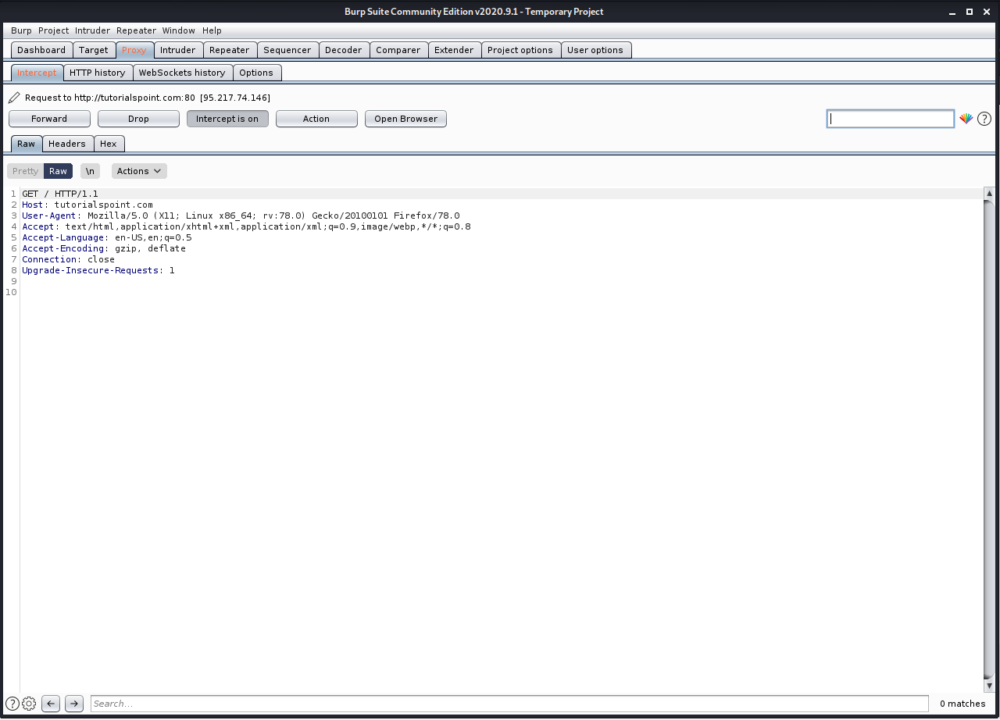 Burp Suite Community Edition v2020.9.1 - Temporary Project
Burp Project Intruder Repeater Window Help
Dashboard Target Proxy Intruder Repeater Sequencer Decoder Comparer Extender Project options User options
Intercept HTTP history WebSockets history Options
Request to http://tutorialspoint.com:80 [95.217.74.146]
Forward Drop Intercept is on Action Open Browser ?
Raw Headers Hex
Pretty Raw \n Actions
1 GET / HTTP/1.1
2 Host: tutorialspoint.com
3 User-Agent: Mozilla/5.0 (X11; Linux x86_64; rv:78.0) Gecko/20100101 Firefox/78.0
4 Accept: text/html,application/xhtml+xml,application/xml;q=0.9,image/webp,*/*;q=0.8
5 Accept-Language: en-US,en;q=0.5
6 Accept-Encoding: gzip, deflate
7 Connection: close
8 Upgrade-Insecure-Requests: 1
9
10
? Search... 0 matches